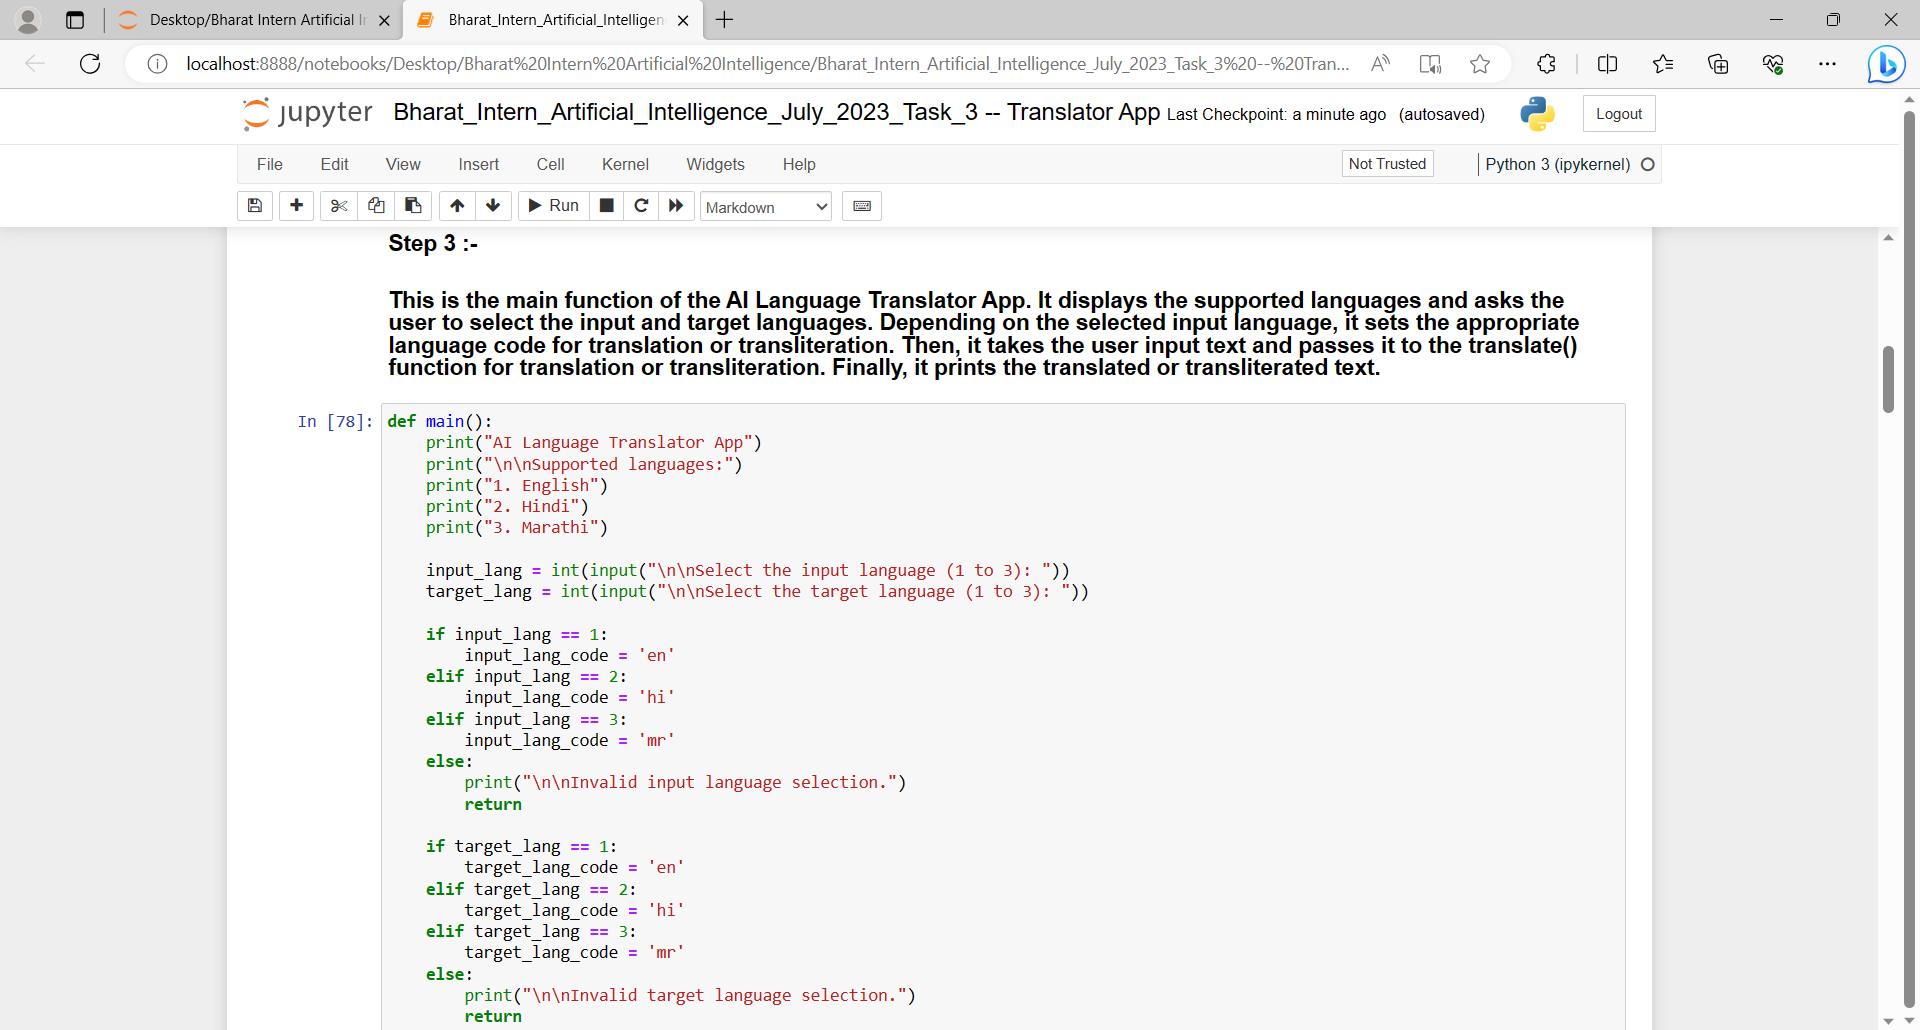 Desktop/Bharat Intern Artificial Ir
Bharat_Intern_Artificial_Intelligen
localhost:8888/notebooks/Desktop/Bharat%20Intern%20Artificial%20Intelligence/Bharat_Intern_Artificial_Intelligence_July_2023_Task_3%20--%20Tran...
jupyter Bharat_Intern_Artificial_Intelligence_July_2023_Task_3 -- Translator App Last Checkpoint: a minute ago (autosaved)
Logout
File Edit View Insert Cell Kernel Widgets Help
Not Trusted
Python 3 (ipykernel)
Run
Markdown
Step 3 :-
This is the main function of the AI Language Translator App. It displays the supported languages and asks the
user to select the input and target languages. Depending on the selected input language, it sets the appropriate
language code for translation or transliteration. Then, it takes the user input text and passes it to the translate()
function for translation or transliteration. Finally, it prints the translated or transliterated text.
In [78]: def main():
    print("AI Language Translator App")
    print("\n\nSupported languages:")
    print("1. English")
    print("2. Hindi")
    print("3. Marathi")
    input_lang = int(input("\n\nSelect the input language (1 to 3): "))
    target_lang = int(input("\n\nSelect the target language (1 to 3): "))
    if input_lang == 1:
        input_lang_code = 'en'
    elif input_lang == 2:
        input_lang_code = 'hi'
    elif input_lang == 3:
        input_lang_code = 'mr'
    else:
        print("\n\nInvalid input language selection.")
        return
    if target_lang == 1:
        target_lang_code = 'en'
    elif target_lang == 2:
        target_lang_code = 'hi'
    elif target_lang == 3:
        target_lang_code = 'mr'
    else:
        print("\n\nInvalid target language selection.")
        return